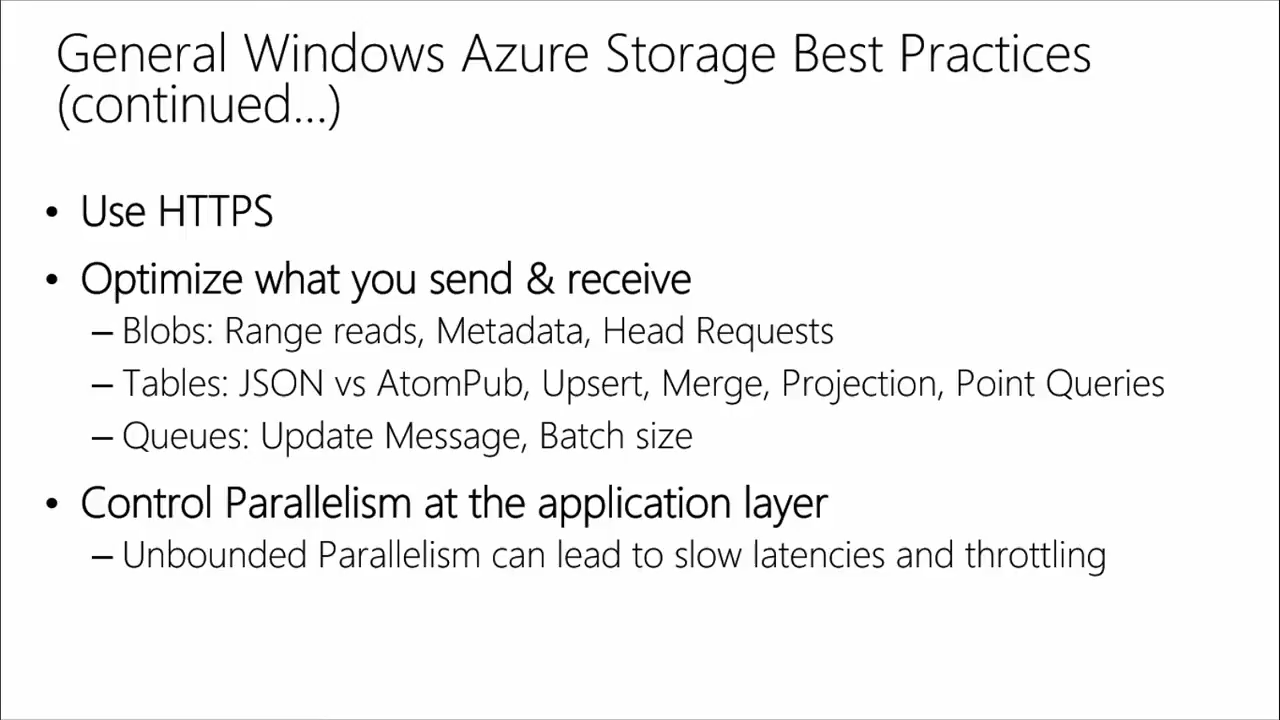 General Windows Azure Storage Best Practices
(continued...)
• Use HTTPS
• Optimize what you send & receive
– Blobs: Range reads, Metadata, Head Requests
– Tables: JSON vs AtomPub, Upsert, Merge, Projection, Point Queries
– Queues: Update Message, Batch size
• Control Parallelism at the application layer
– Unbounded Parallelism can lead to slow latencies and throttling